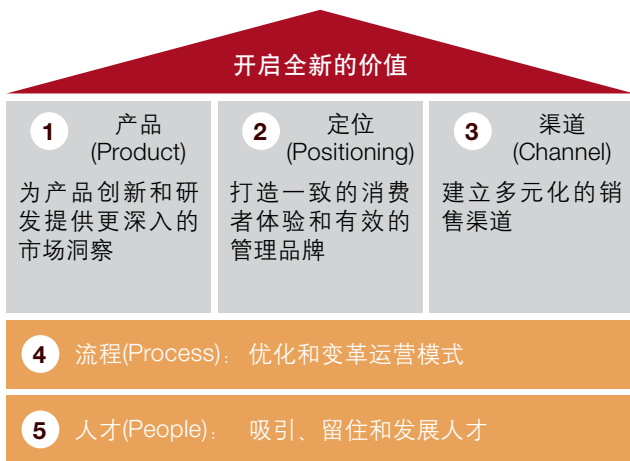 开启全新的价值
1 产品
(Product)
为产品创新和研
发提供更深入的
市场洞察
2 定位
(Positioning)
打造一致的消费
者体验和有效的
管理品牌
3 渠道
(Channel)
建立多元化的销
售渠道
4 流程(Process)： 优化和变革运营模式
5 人才(People)： 吸引、留住和发展人才